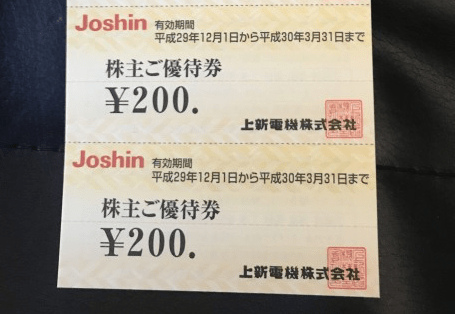 Joshin 有効期間
平成29年12月1日から平成30年3月31日まで
株主ご優待券
¥200.
上新電機株式会社
Joshin 有効期間
平成29年12月1日から平成30年3月31日まで
株主ご優待券
¥200.
上新電機株式会社